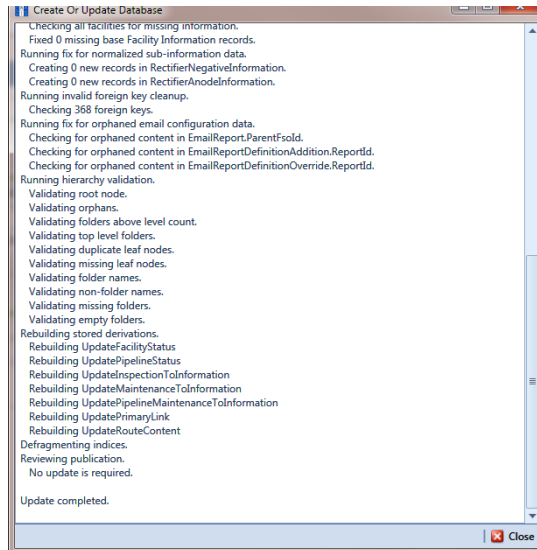 Create Or Update Database
Checking all facilities for missing information.
Fixed 0 missing base Facility Information records.
Running fix for normalized sub-information data.
Creating 0 new records in RectifierNegativeInformation.
Creating 0 new records in RectifierAnodeInformation.
Running invalid foreign key cleanup.
Checking 368 foreign keys.
Running fix for orphaned email configuration data.
Checking for orphaned content in EmailReport.ParentFsoId.
Checking for orphaned content in EmailReportDefinitionAddition.ReportId.
Checking for orphaned content in EmailReportDefinitionOverride.ReportId.
Running hierarchy validation.
Validating root node.
Validating orphans.
Validating folders above level count.
Validating top level folders.
Validating duplicate leaf nodes.
Validating missing leaf nodes.
Validating folder names.
Validating non-folder names.
Validating missing folders.
Validating empty folders.
Rebuilding stored derivations.
Rebuilding UpdateFacilityStatus
Rebuilding UpdatePipelineStatus
Rebuilding UpdateInspectionToInformation
Rebuilding UpdateMaintenanceToInformation
Rebuilding UpdatePipelineMaintenanceToInformation
Rebuilding UpdatePrimaryLink
Rebuilding UpdateRouteContent
Defragmenting indices.
Reviewing publication.
No update is required.
Update completed.
Close